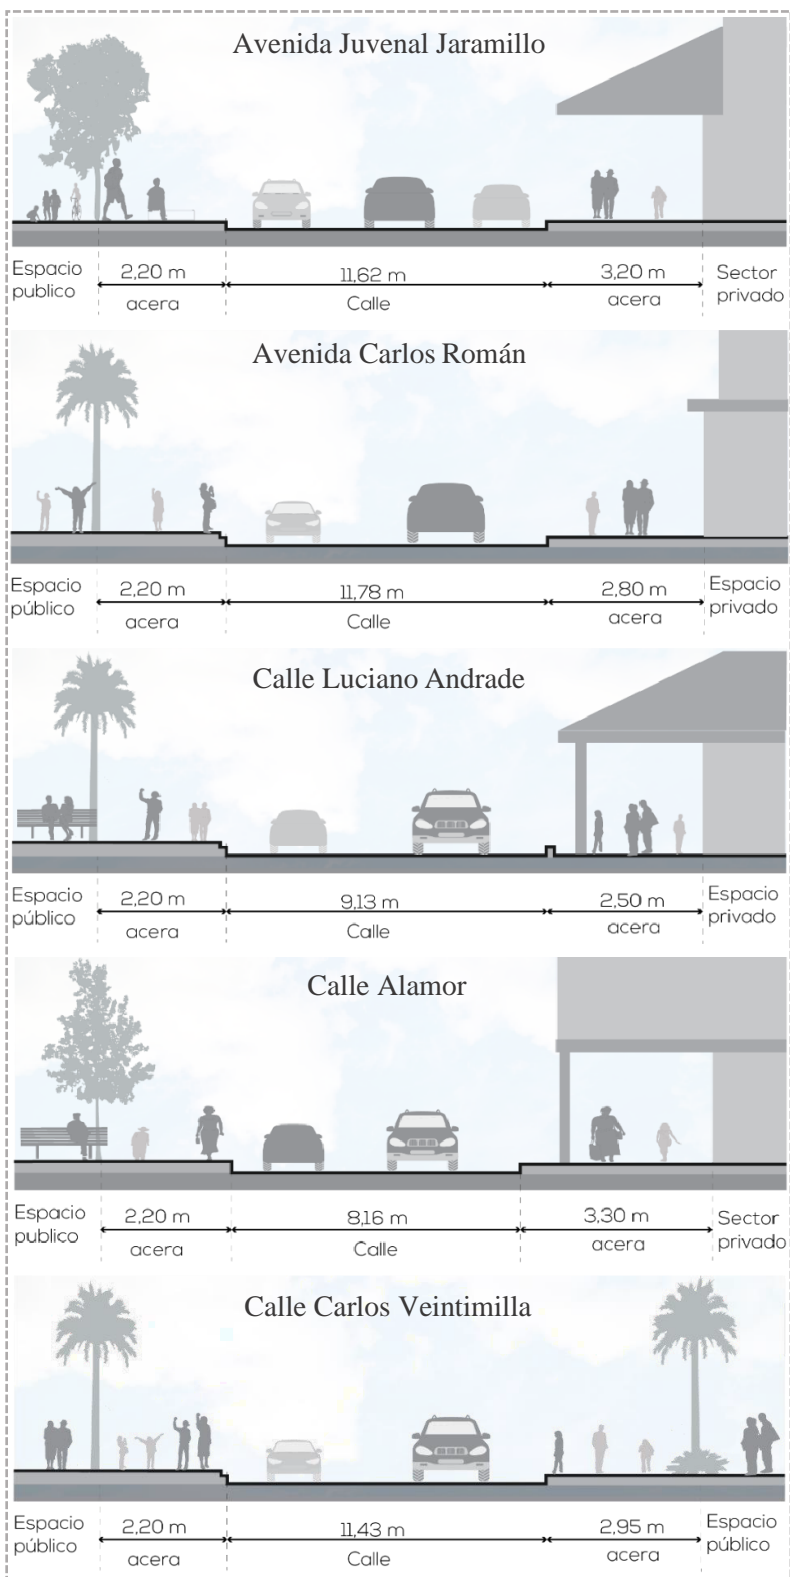 Avenida Juvenal Jaramillo
Espacio publico
2,20 m
acera
11,62 m
Calle
3,20 m
acera
Sector privado
Avenida Carlos Román
Espacio público
2,20 m
acera
11,78 m
Calle
2,80 m
acera
Espacio privado
Calle Luciano Andrade
Espacio público
2,20 m
acera
9,13 m
Calle
2,50 m
acera
Espacio privado
Calle Alamor
Espacio publico
2,20 m
acera
8,16 m
Calle
3,30 m
acera
Sector privado
Calle Carlos Veintimilla
Espacio público
2,20 m
acera
11,43 m
Calle
2,95 m
acera
Espacio público